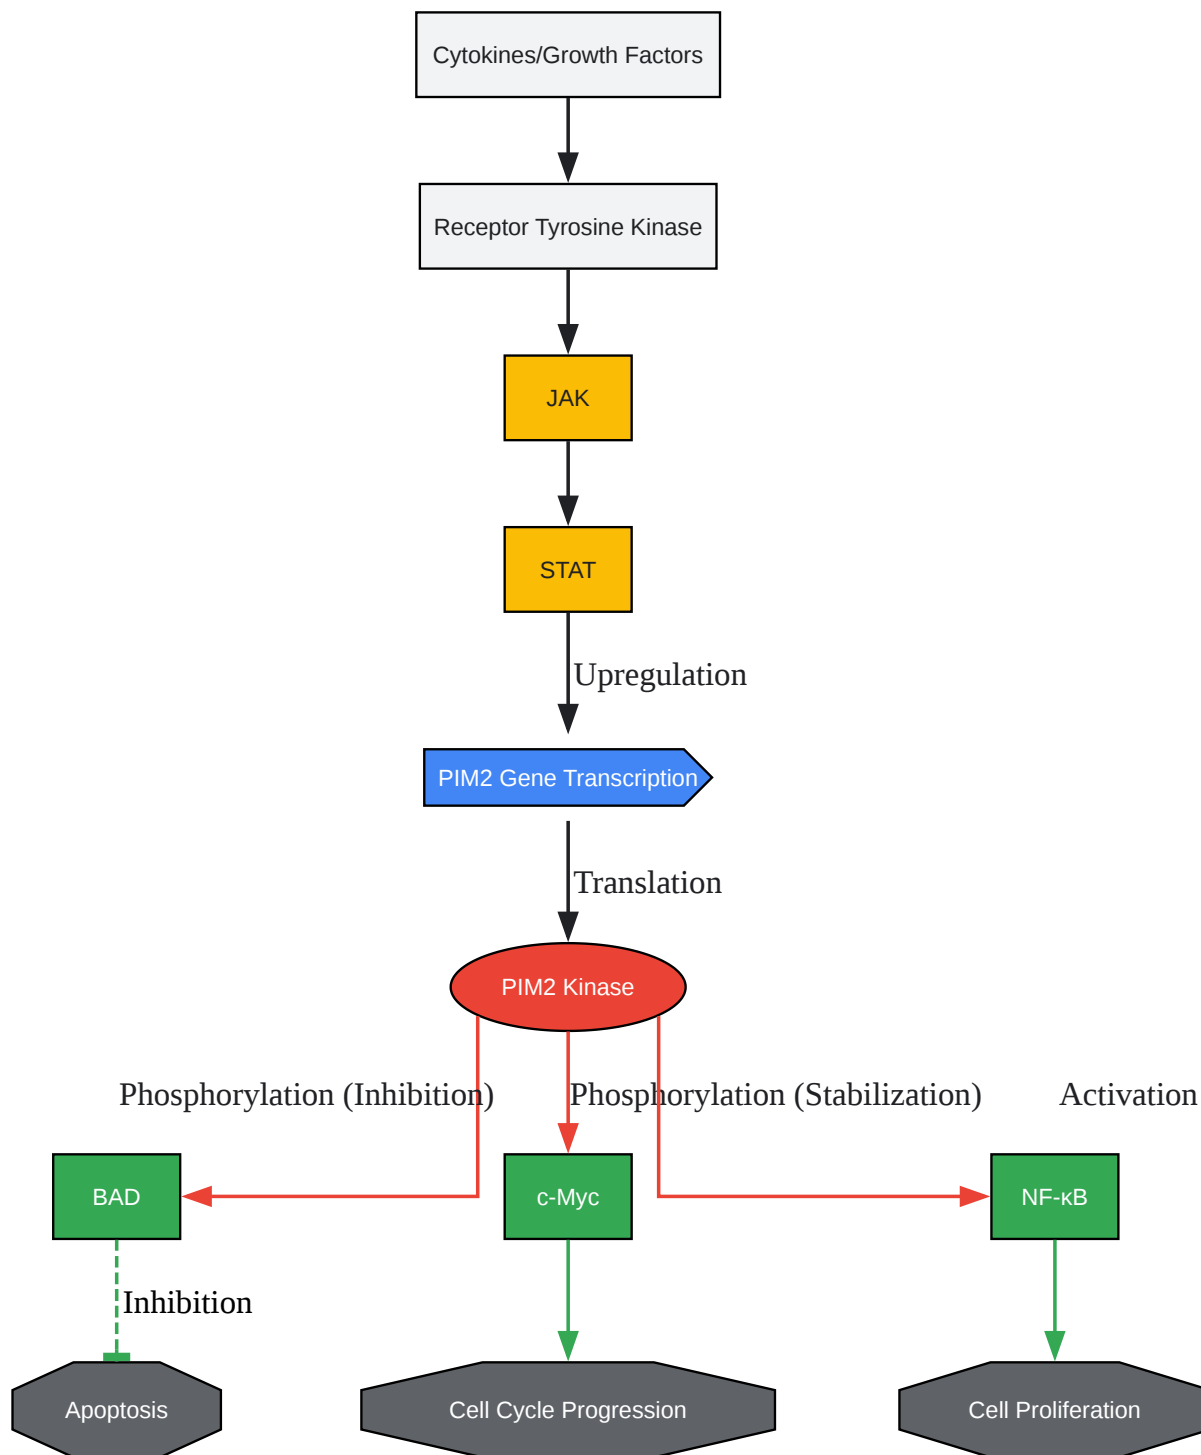 Cytokines/Growth Factors
Receptor Tyrosine Kinase
JAK
STAT
Upregulation
PIM2 Gene Transcription
Translation
PIM2 Kinase
Phosphorylation (Inhibition)
Phosphorylation (Stabilization)
Activation
BAD
c-Myc
NF-κB
Inhibition
Apoptosis
Cell Cycle Progression
Cell Proliferation